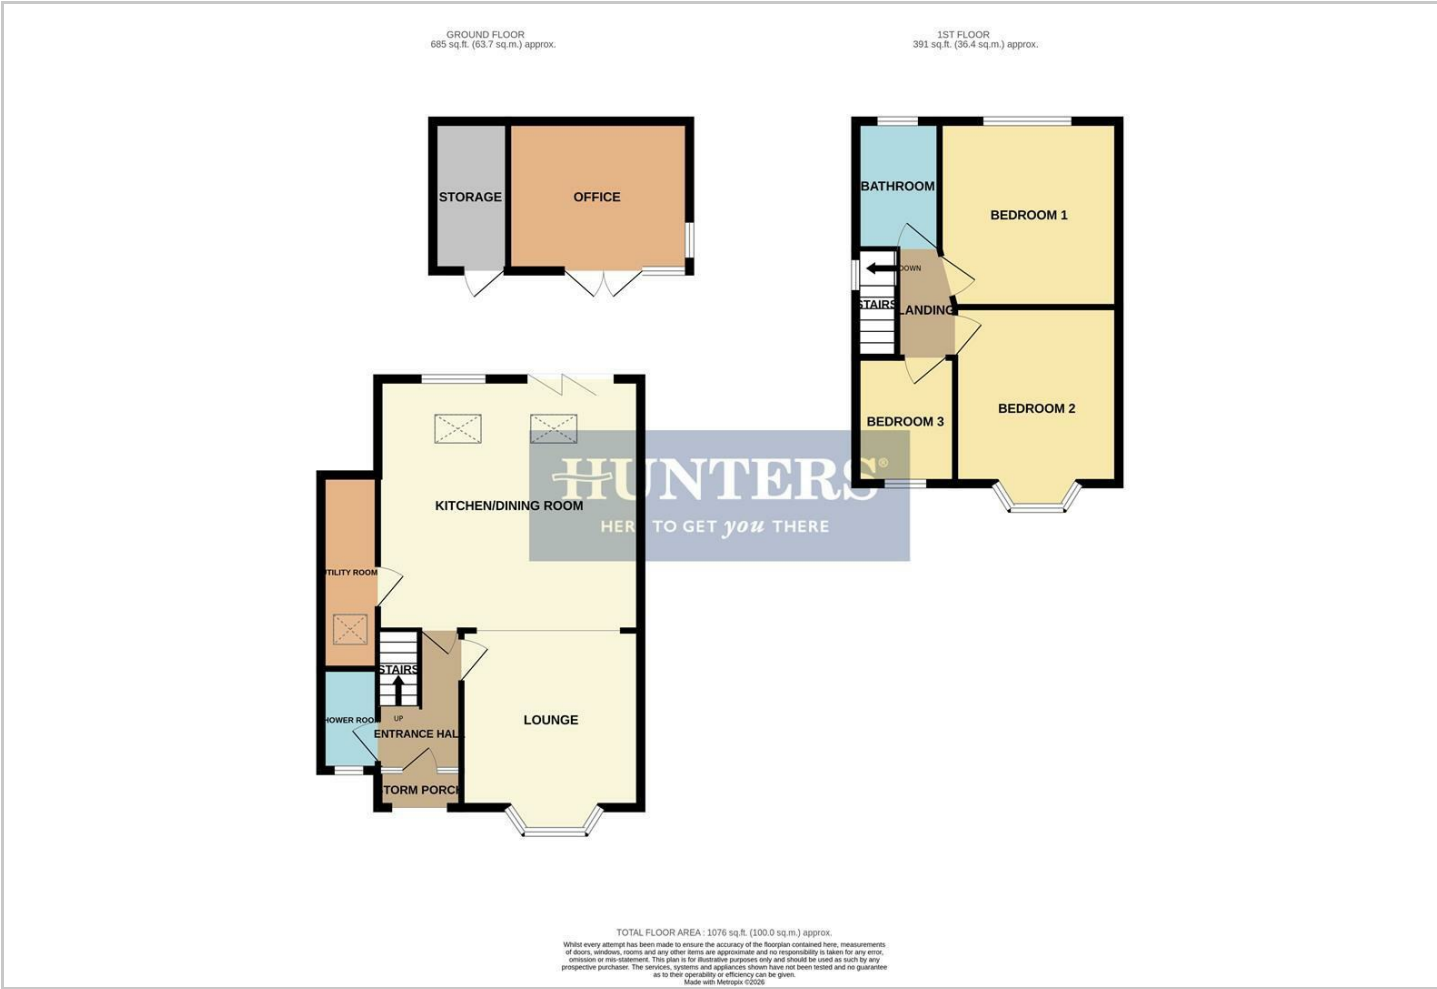 GROUND FLOOR
685 sq.ft. (63.7 sq.m.) approx.
1ST FLOOR
391 sq.ft. (36.4 sq.m.) approx.
STORAGE
OFFICE
BATHROOM
BEDROOM 1
DOWN
STAIRS
LANDING
BEDROOM 2
BEDROOM 3
HUNTERS®
HERE TO GET you THERE
KITCHEN/DINING ROOM
UTILITY ROOM
STAIRS
SHOWER ROOM
UP
LOUNGE
ENTRANCE HALL
STORM PORCH
TOTAL FLOOR AREA : 1076 sq.ft. (100.0 sq.m.) approx.
Whilst every attempt has been made to ensure the accuracy of the floorplan contained here, measurements
of doors, windows, rooms and any other items are approximate and no responsibility is taken for any error,
omission or mis-statement. This plan is for illustrative purposes only and should be used as such by any
prospective purchaser. The services, systems and appliances shown have not been tested and no guarantee
as to their operability or efficiency can be given.
Made with Metropix ©2026